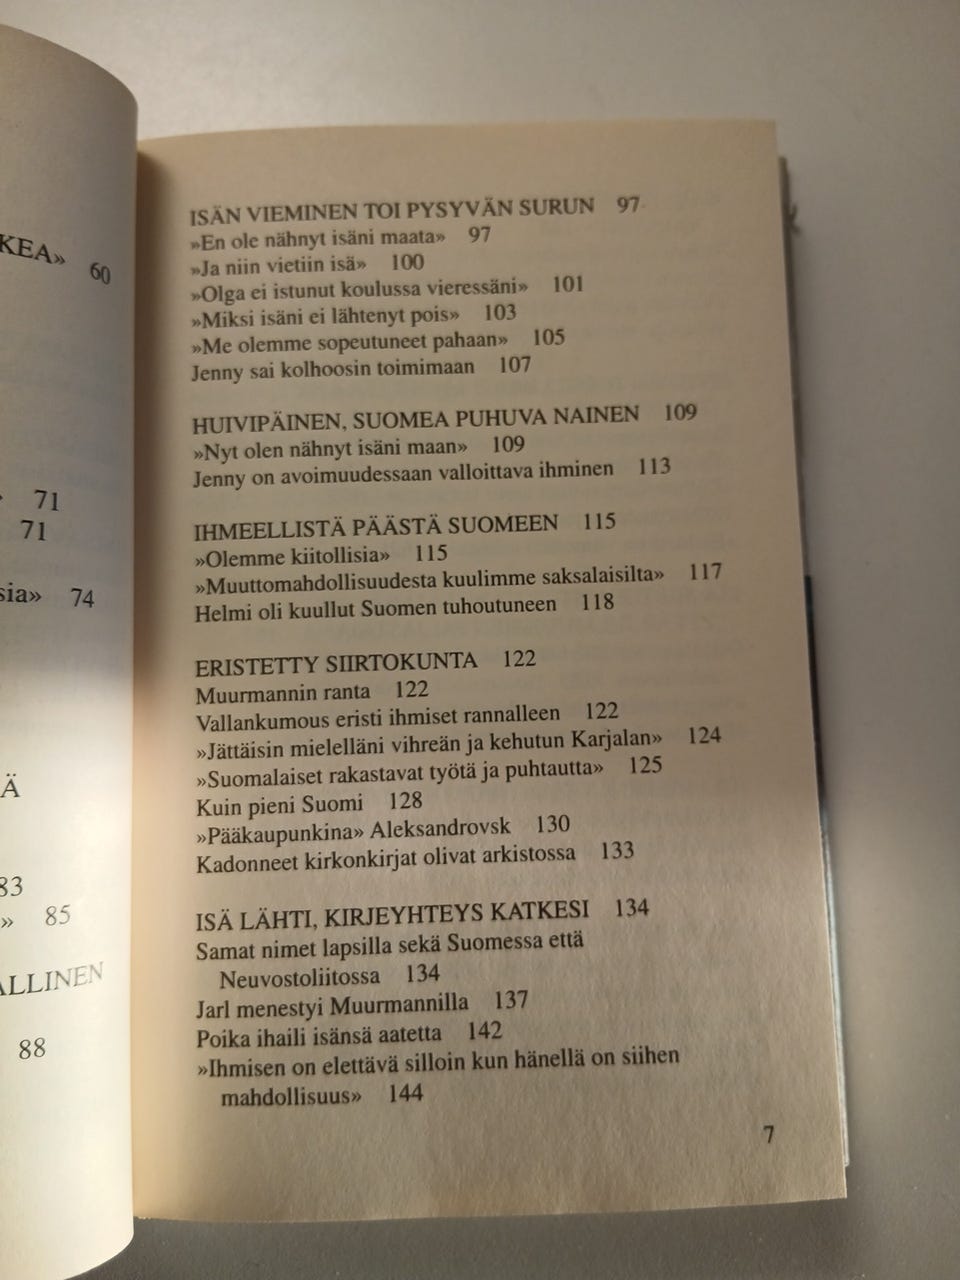 KEA» 60
71
71
sia» 74
Ä
83
» 85
ALLINEN
88
ISÄN VIEMINEN TOI PYSYVÄN SURUN 97
»En ole nähnyt isäni maata» 97
»Ja niin vietiin isä» 100
»Olga ei istunut koulussa vieressäni» 101
»Miksi isäni ei lähtenyt pois» 103
»Me olemme sopeutuneet pahaan» 105
Jenny sai kolhoosin toimimaan 107
HUIVIPÄINEN, SUOMEA PUHUVA NAINEN 109
»Nyt olen nähnyt isäni maan» 109
Jenny on avoimuudessaan valloittava ihminen 113
IHMEELLISTÄ PÄÄSTÄ SUOMEEN 115
»Olemme kiitollisia» 115
»Muuttomahdollisuudesta kuulimme saksalaisilta» 117
Helmi oli kuullut Suomen tuhoutuneen 118
ERISTETTY SIIRTOKUNTA 122
Muurmannin ranta 122
Vallankumous eristi ihmiset rannalleen 122
»Jättäisin mielelläni vihreän ja kehutun Karjalan» 124
»Suomalaiset rakastavat työtä ja puhtautta» 125
Kuin pieni Suomi 128
»Pääkaupunkina» Aleksandrovsk 130
Kadonneet kirkonkirjat olivat arkistossa 133
ISÄ LÄHTI, KIRJEYHTEYS KATKESI 134
Samat nimet lapsilla sekä Suomessa että
Neuvostoliitossa 134
Jarl menestyi Muurmannilla 137
Poika ihaili isänsä aatetta 142
»Ihmisen on elettävä silloin kun hänellä on siihen
mahdollisuus» 144
7